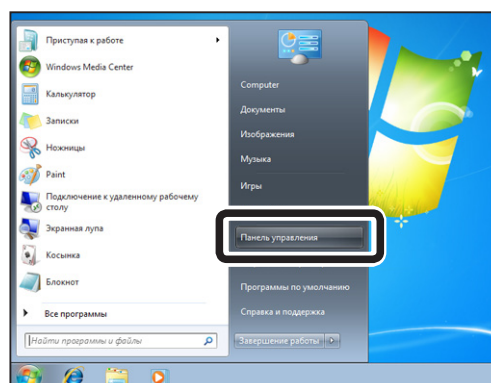 Приступая к работе
Windows Media Center
Калькулятор
Записки
Ножницы
Paint
Подключение к удаленному рабочему
столу
Экранная лупа
Косынка
Блокнот
Все программы
Найти программы и файлы
Computer
Документы
Изображения
Музыка
Игры
Панель управления
Программы по умолчанию
Справка и поддержка
Завершение работы